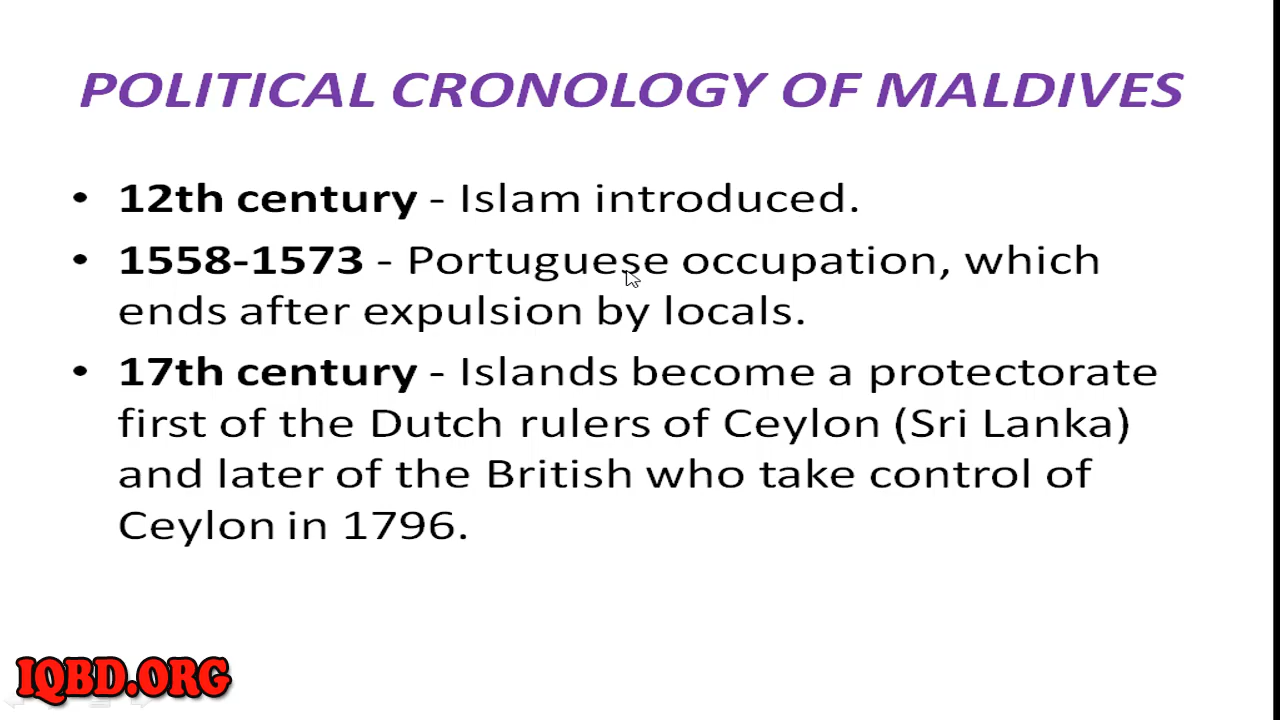 POLITICAL CRONOLOGY OF MALDIVES
• 12th century - Islam introduced.
• 1558-1573 - Portuguese occupation, which
ends after expulsion by locals.
• 17th century - Islands become a protectorate
first of the Dutch rulers of Ceylon (Sri Lanka)
and later of the British who take control of
Ceylon in 1796.
IQBD.ORG